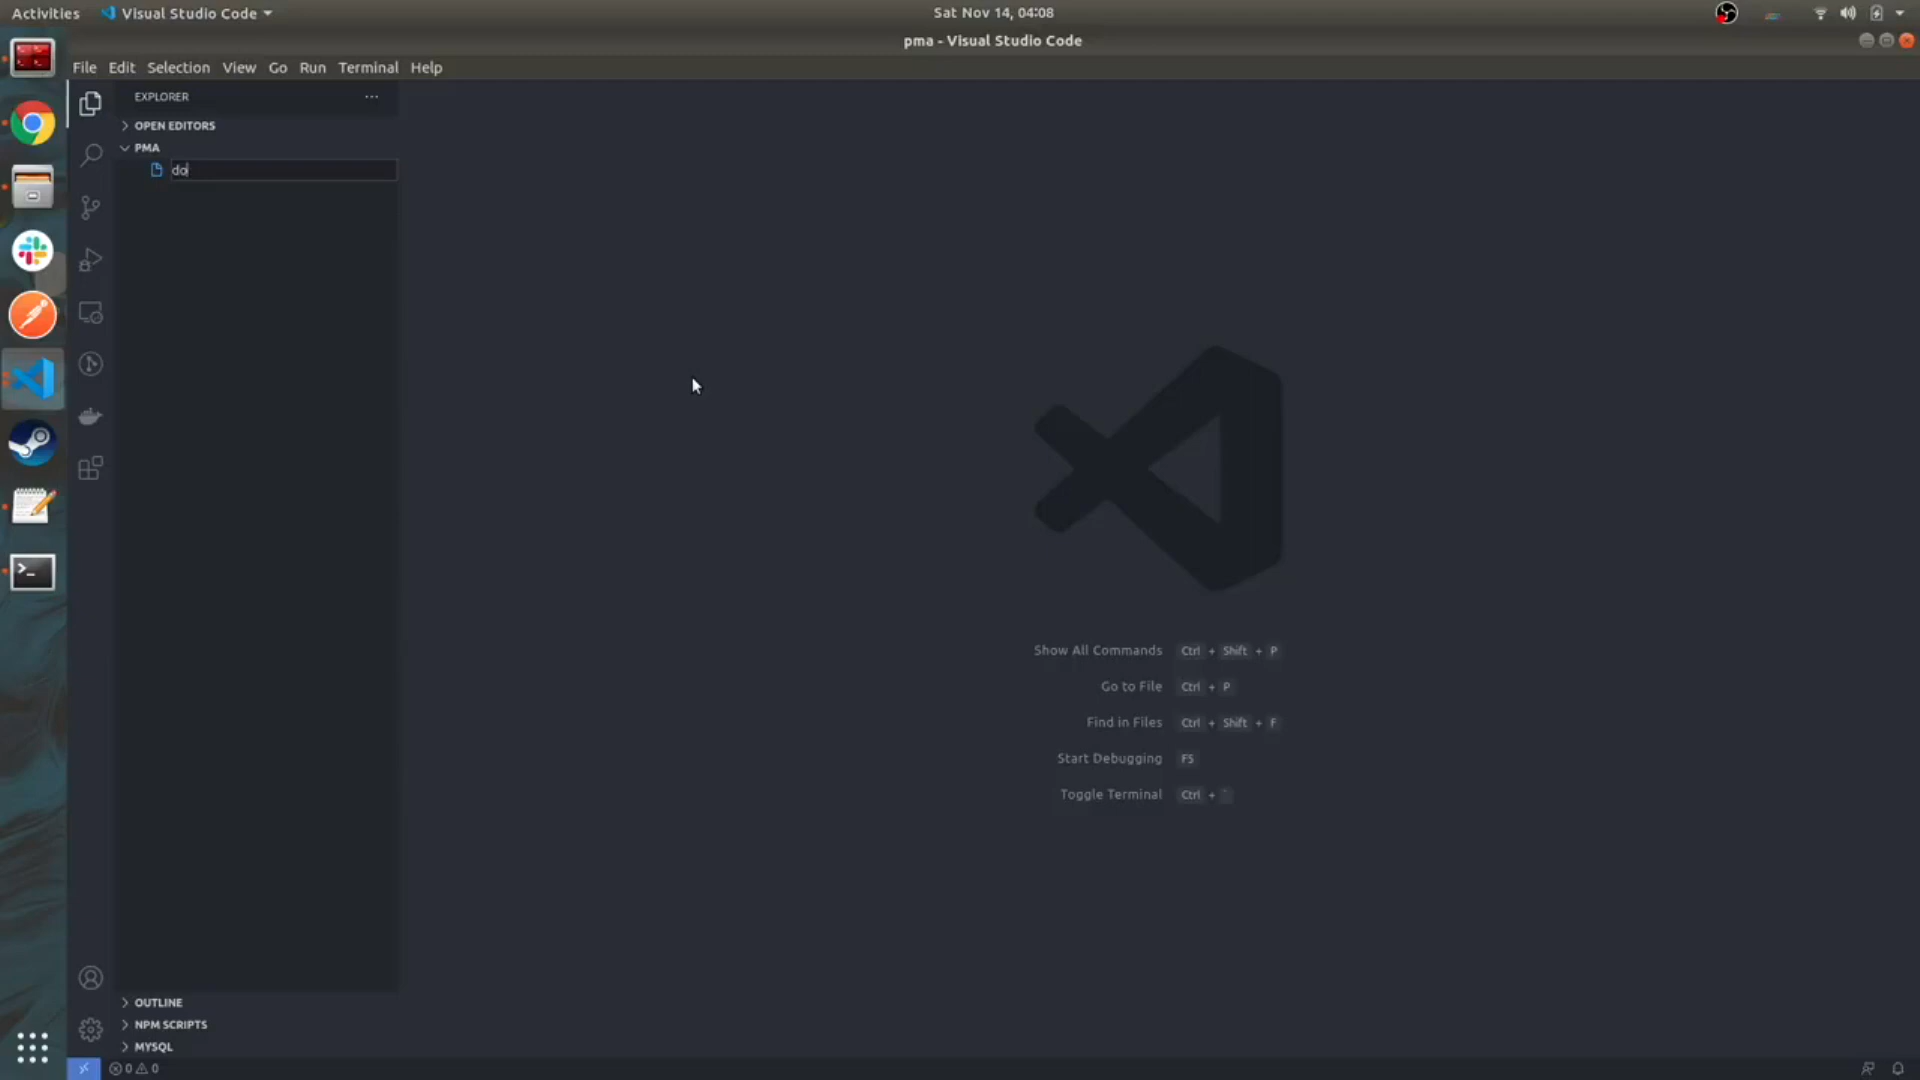 Activities Visual Studio Code Sat Nov 14, 04:08
pma - Visual Studio Code
File Edit Selection View Go Run Terminal Help
EXPLORER ...
OPEN EDITORS
PMA
do
Show All Commands Ctrl + Shift + P
Go to File Ctrl + P
Find in Files Ctrl + Shift + F
Start Debugging F5
Toggle Terminal Ctrl + `
OUTLINE
NPM SCRIPTS
MYSQL
0 0